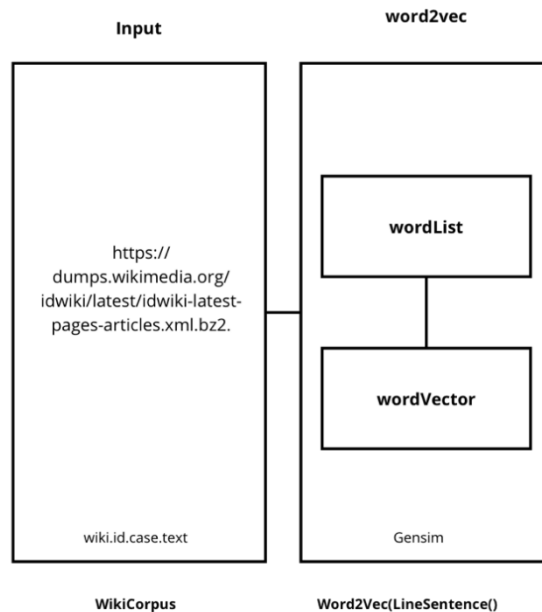 Input
word2vec
https://
dumps.wikimedia.org/
idwiki/latest/idwiki-latest-
pages-articles.xml.bz2.
wordList
wordVector
wiki.id.case.text
Gensim
WikiCorpus
Word2Vec(LineSentence()